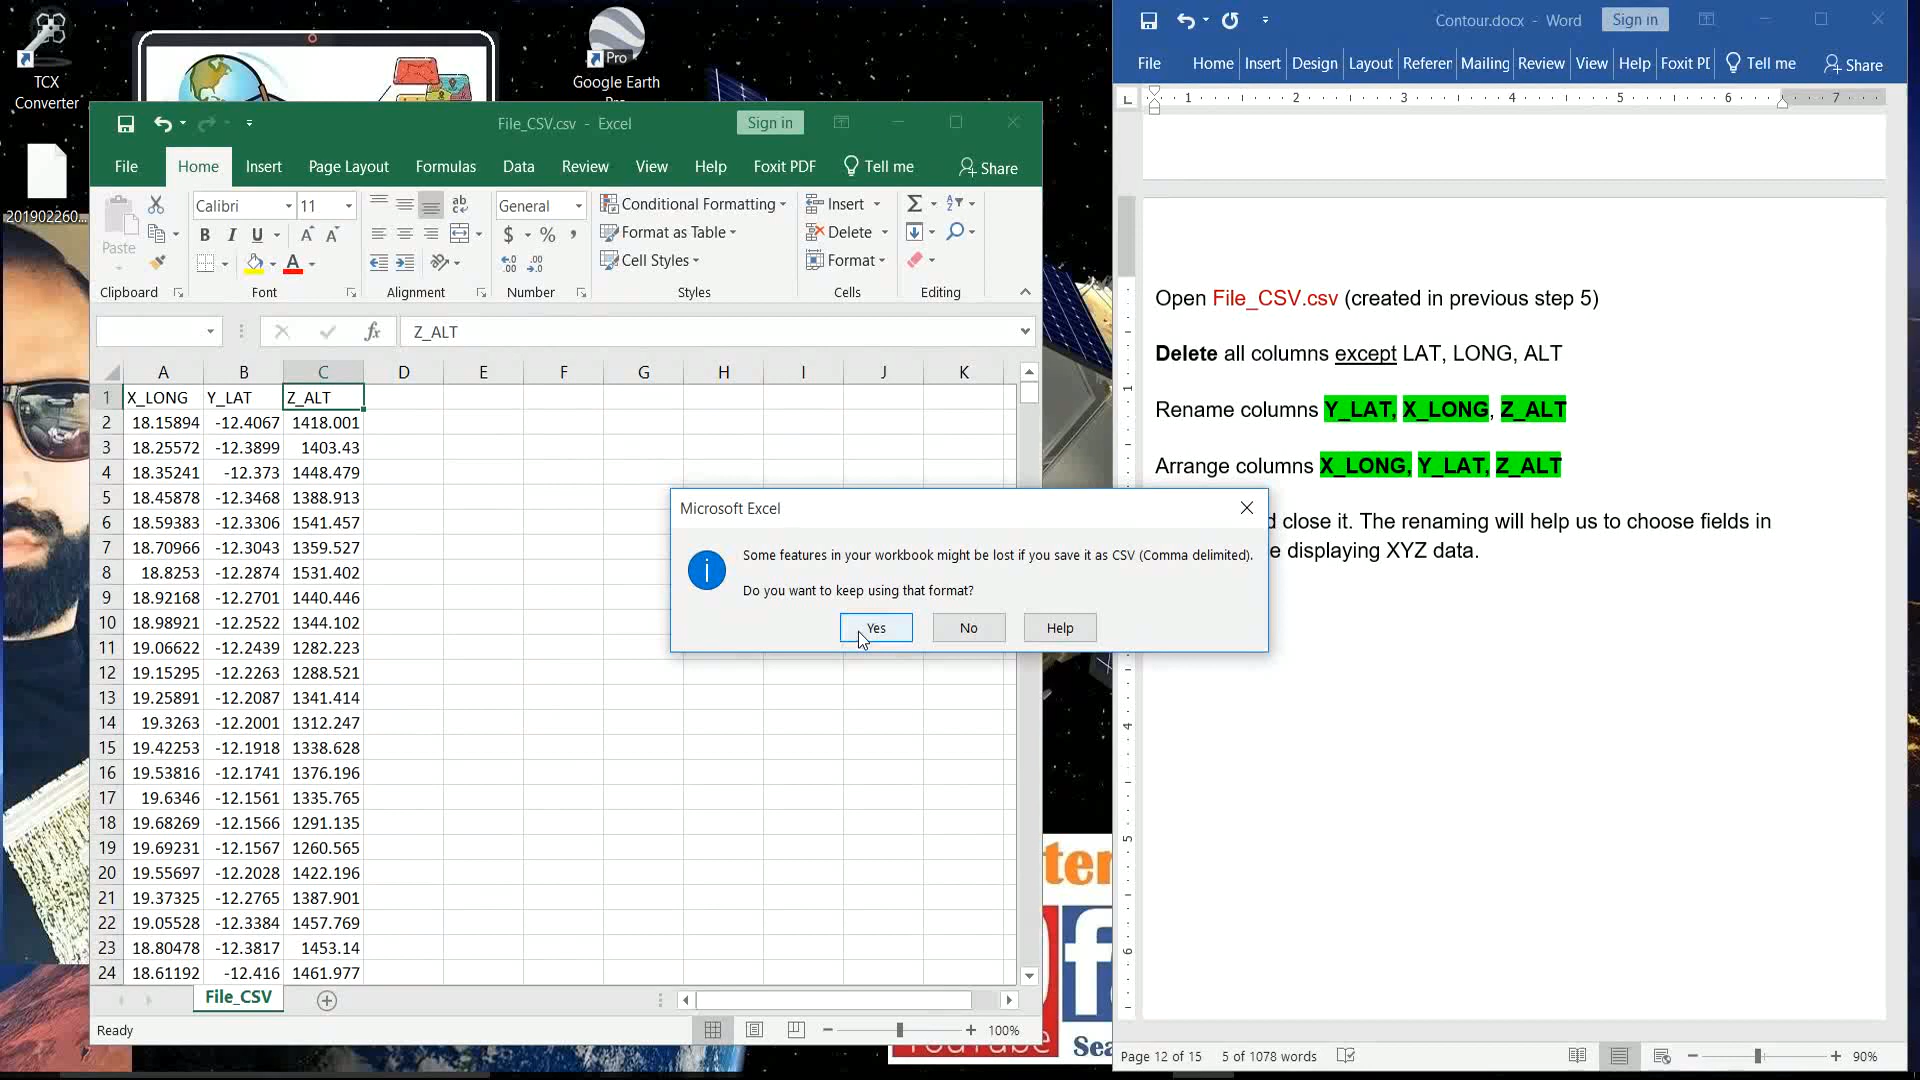 TCX
Converter
201902260...
Pro
Google Earth
File_CSV.csv - Excel
Sign in
File Home Insert Page Layout Formulas Data Review View Help Foxit PDF Tell me Share
Paste
Calibri 11
General
Conditional Formatting
Format as Table
Cell Styles
Insert
Delete
Format
Clipboard Font Alignment Number Styles Cells Editing
Z_ALT
A B C D E F G H I J K
1 X_LONG Y_LAT Z_ALT
2 18.15894 -12.4067 1418.001
3 18.25572 -12.3899 1403.43
4 18.35241 -12.373 1448.479
5 18.45878 -12.3468 1388.913
6 18.59383 -12.3306 1541.457
7 18.70966 -12.3043 1359.527
8 18.8253 -12.2874 1531.402
9 18.92168 -12.2701 1440.446
10 18.98921 -12.2522 1344.102
11 19.06622 -12.2439 1282.223
12 19.15295 -12.2263 1288.521
13 19.25891 -12.2087 1341.414
14 19.3263 -12.2001 1312.247
15 19.42253 -12.1918 1338.628
16 19.53816 -12.1741 1376.196
17 19.6346 -12.1561 1335.765
18 19.68269 -12.1566 1291.135
19 19.69231 -12.1567 1260.565
20 19.55697 -12.2028 1422.196
21 19.37325 -12.2765 1387.901
22 19.05528 -12.3384 1457.769
23 18.80478 -12.3817 1453.14
24 18.61192 -12.416 1461.977
File_CSV
Ready
100%
Microsoft Excel
Some features in your workbook might be lost if you save it as CSV (Comma delimited).
Do you want to keep using that format?
Yes No Help
Contour.docx - Word
Sign in
File Home Insert Design Layout Referen Mailing Review View Help Foxit PD Tell me Share
1 2 3 4 5 6 7
Open File_CSV.csv (created in previous step 5)
Delete all columns except LAT, LONG, ALT
Rename columns Y_LAT, X_LONG, Z_ALT
Arrange columns X_LONG, Y_LAT, Z_ALT
close it. The renaming will help us to choose fields in
displaying XYZ data.
1
4
5
6
Page 12 of 15 5 of 1078 words
90%